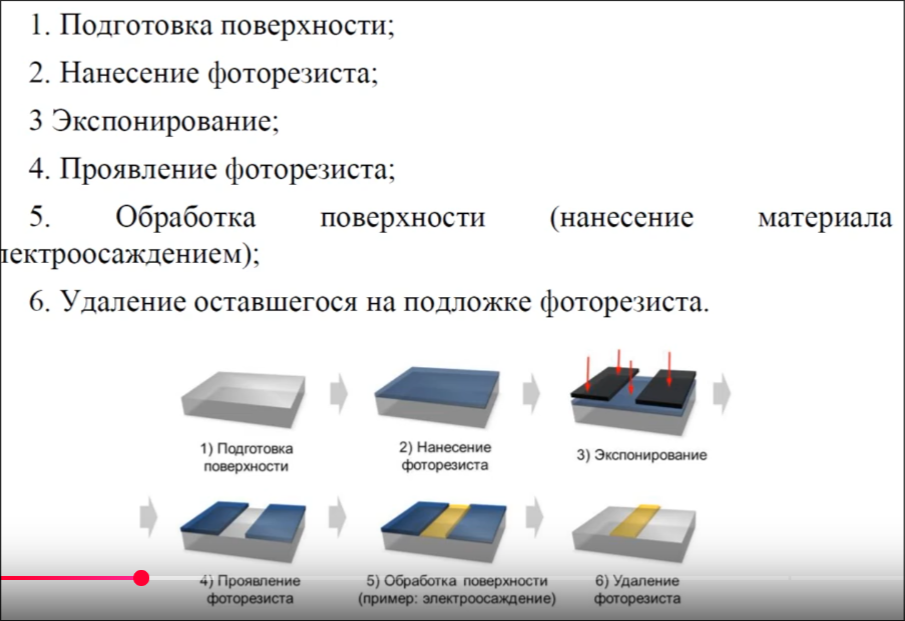 1. Подготовка поверхности;
2. Нанесение фоторезиста;
3 Экспонирование;
4. Проявление фоторезиста;
5. Обработка поверхности (нанесение материала
лектроосаждением);
6. Удаление оставшегося на подложке фоторезиста.
1) Подготовка
поверхности
2) Нанесение
фоторезиста
3) Экспонирование
4) Проявление
фоторезиста
5) Обработка поверхности
(пример: электроосаждение)
6) Удаление
фоторезиста